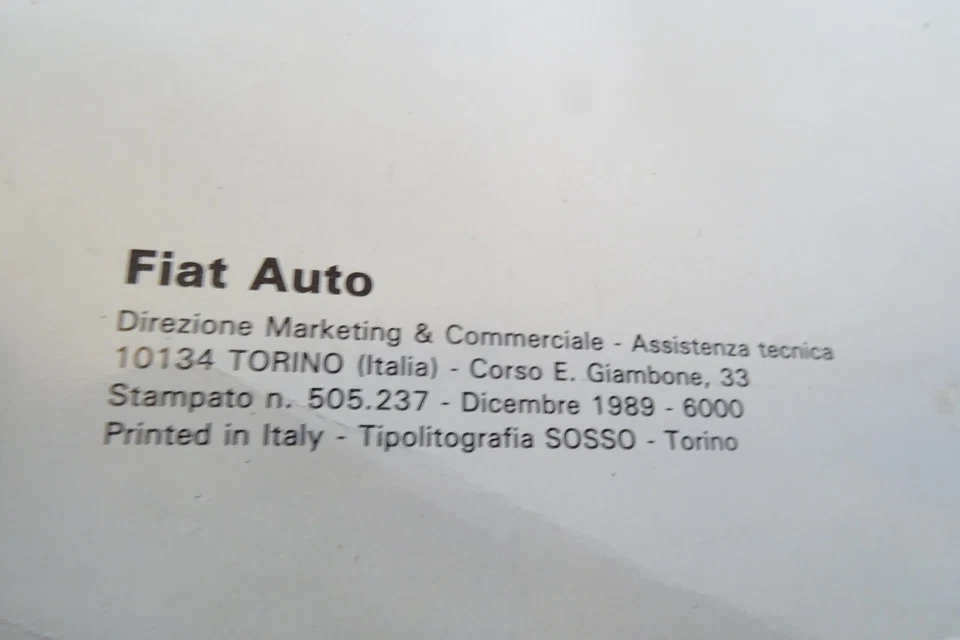 Fiat Auto
Direzione Marketing & Commerciale - Assistenza tecnica
10134 TORINO (Italia) - Corso E. Giambone, 33
Stampato n. 505.237 - Dicembre 1989 - 6000
Printed in Italy - Tipolitografia SOSSO - Torino